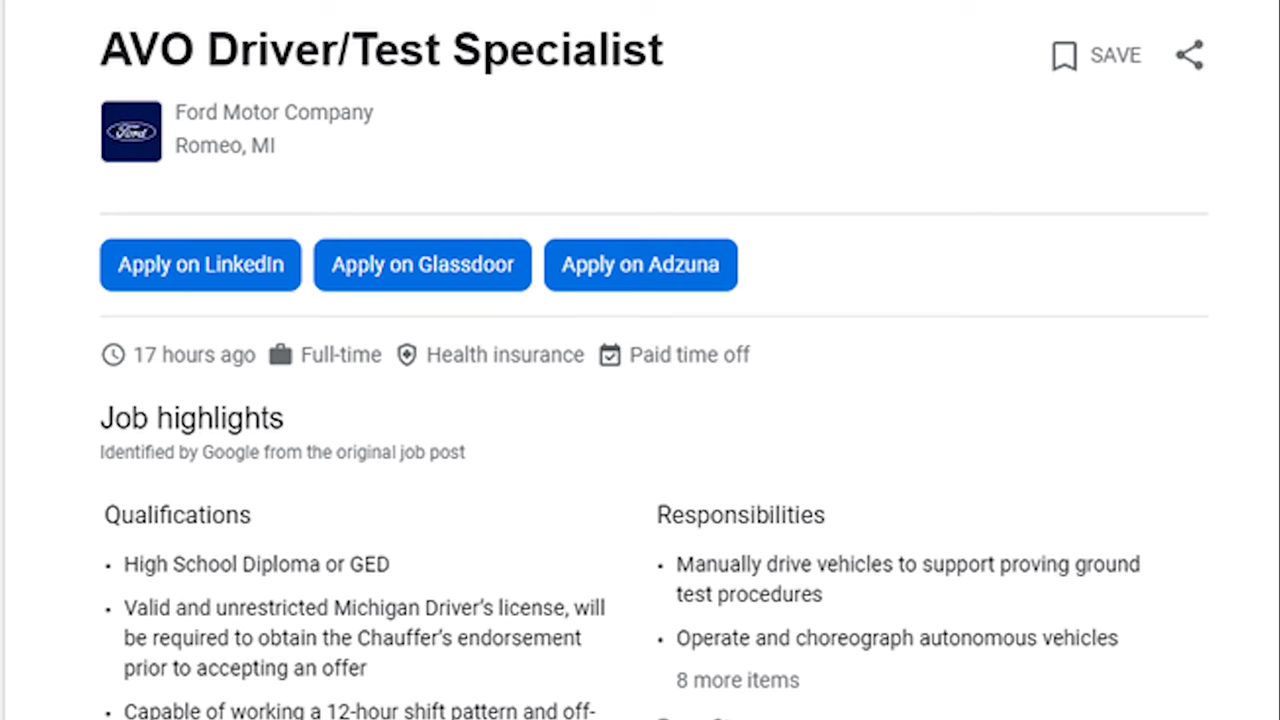 AVO Driver/Test Specialist
SAVE
Ford
Ford Motor Company
Romeo, MI
Apply on LinkedIn
Apply on Glassdoor
Apply on Adzuna
17 hours ago
Full-time
Health insurance
Paid time off
Job highlights
Identified by Google from the original job post
Qualifications
High School Diploma or GED
Valid and unrestricted Michigan Driver's license, will
be required to obtain the Chauffer's endorsement
prior to accepting an offer
Capable of working a 12-hour shift pattern and off-
Responsibilities
Manually drive vehicles to support proving ground
test procedures
Operate and choreograph autonomous vehicles
8 more items